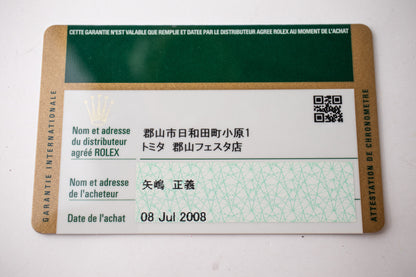 CETTE GARANTIE N'EST VALABLE QUE REMPLIE ET DATEE PAR LE DISTRIBUTEUR AGREE ROLEX AU MOMENT DE L'ACHAT
GARANTIE INTERNATIONALE
Nom et adresse
du distributeur
agréé ROLEX
郡山市日和田町小原1
トミタ 郡山フェスタ店
Nom et adresse
de l'acheteur
矢嶋 正義
Date de l'achat
08 Jul 2008
ATTESTATION DE CHRONOMETRE